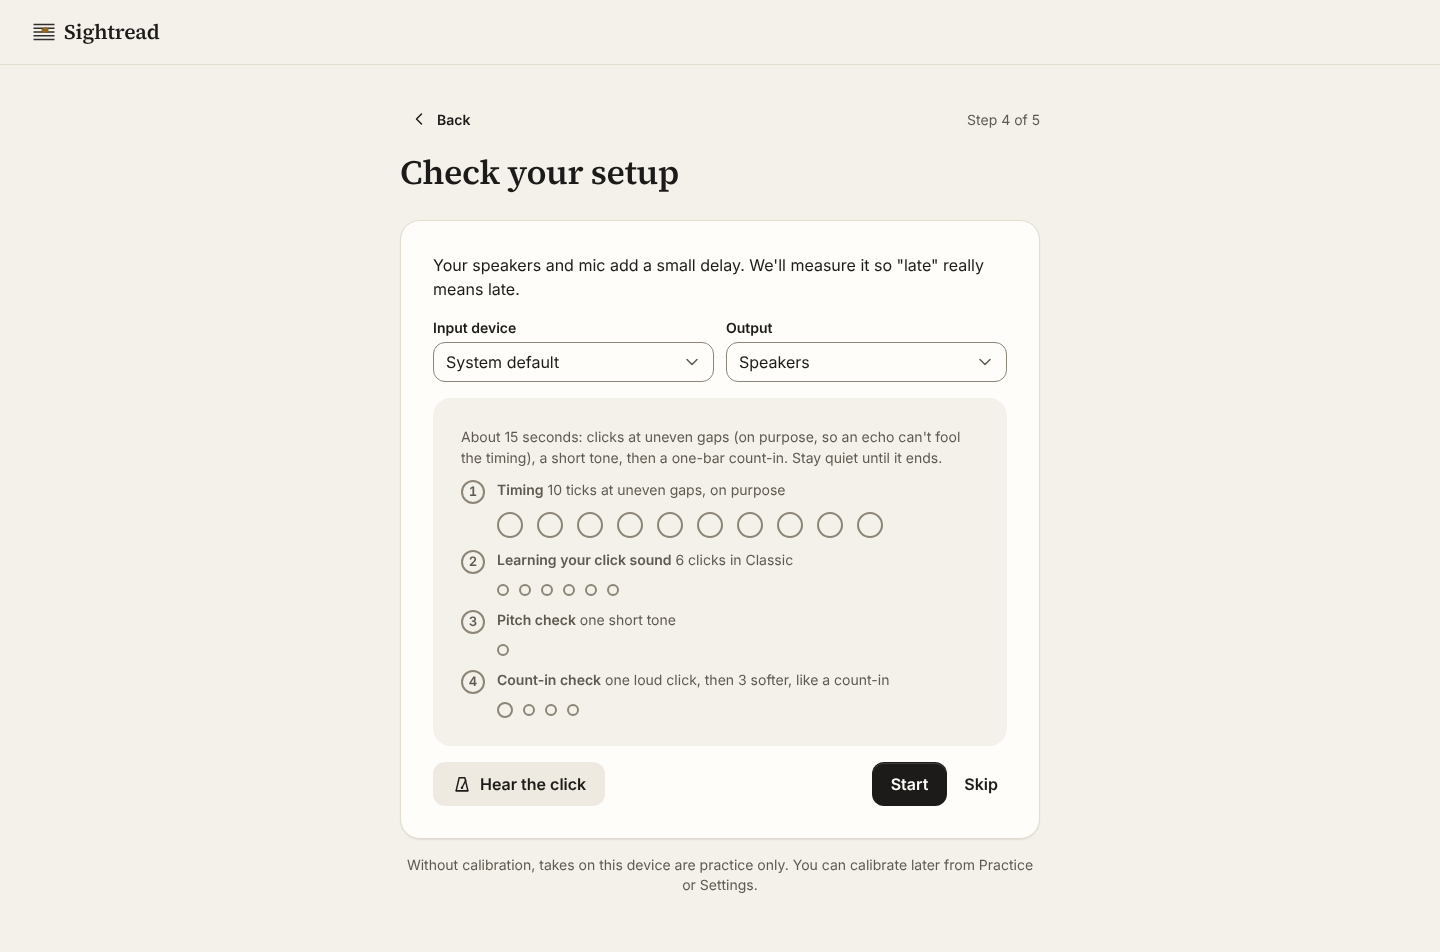 Sightread
Back
Step 4 of 5
Check your setup
Your speakers and mic add a small delay. We'll measure it so "late" really
means late.
Input device
Output
System default
Speakers
About 15 seconds: clicks at uneven gaps (on purpose, so an echo can't fool
the timing), a short tone, then a one-bar count-in. Stay quiet until it ends.
1 Timing 10 ticks at uneven gaps, on purpose
2 Learning your click sound 6 clicks in Classic
3 Pitch check one short tone
4 Count-in check one loud click, then 3 softer, like a count-in
Hear the click
Start
Skip
Without calibration, takes on this device are practice only. You can calibrate later from Practice
or Settings.